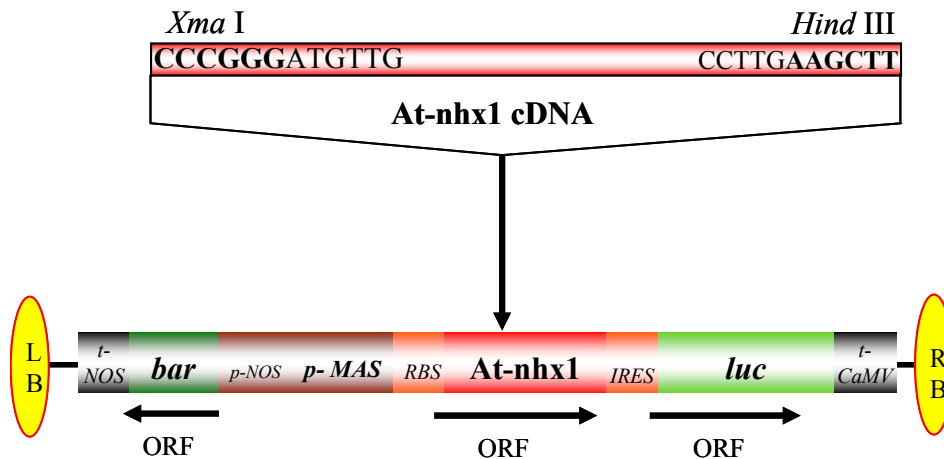 Xma I Hind III
CCCGGGATGTTG CCTTGAAGCTT
At-nhx1 cDNA
L B t-NOS bar p-NOS p- MAS RBS At-nhx1 IRES luc t-CaMV R B
ORF ORF ORF